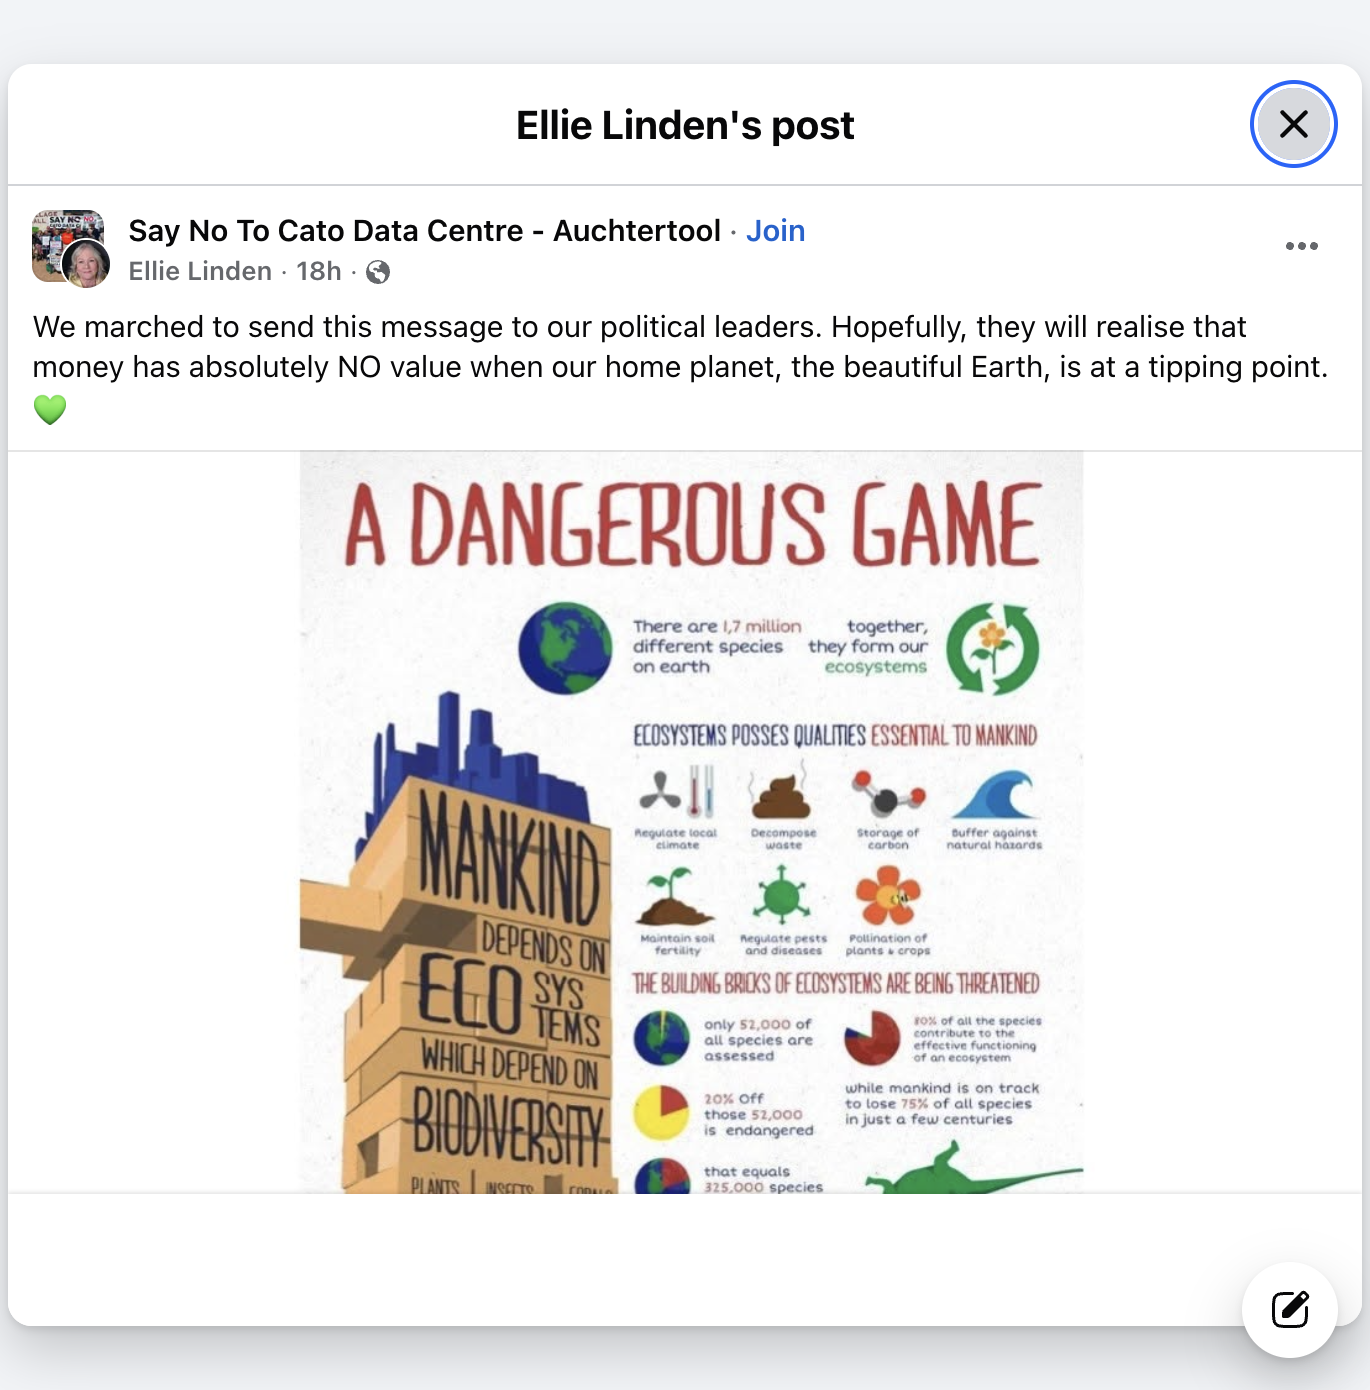 Ellie Linden's post
SAY NO
Say No To Cato Data Centre - Auchtertool · Join
Ellie Linden · 18h ·
We marched to send this message to our political leaders. Hopefully, they will realise that
money has absolutely NO value when our home planet, the beautiful Earth, is at a tipping point.
A DANGEROUS GAME
There are 1,7 million
different species
on earth
together,
they form our
ecosystems
ECOSYSTEMS POSSES QUALITIES ESSENTIAL TO MANKIND
Regulate local
climate
Decompose
waste
Storage of
carbon
Buffer against
natural hazards
Maintain soil
fertility
Regulate pests
and diseases
Pollination of
plants & crops
THE BUILDING BRICKS OF ECOSYSTEMS ARE BEING THREATENED
only 52,000 of
all species are
assessed
80% of all the species
contribute to the
effective functioning
of an ecosystem
20% Off
those 52,000
is endangered
while mankind is on track
to lose 75% of all species
in just a few centuries
that equals
325,000 species
MANKIND
DEPENDS ON
ECO SYS
TEMS
WHICH DEPEND ON
BIODIVERSITY
PLANTS INSECTS